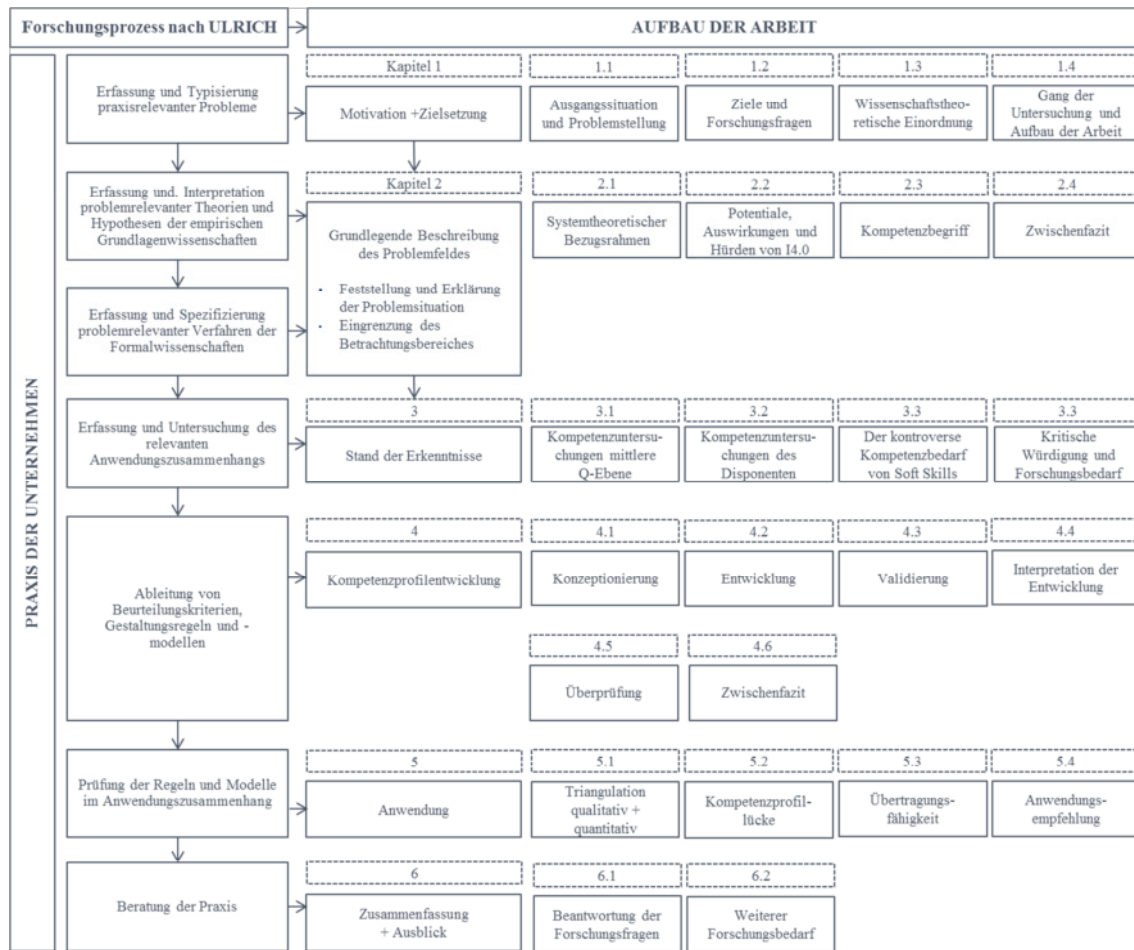 Forschungsprozess nach ULRICH
AUFBAU DER ARBEIT
PRAXIS DER UNTERNEHMEN
Erfassung und Typisierung
praxisrelevanter Probleme
Kapitel 1
Motivation +Zielsetzung
1.1
Ausgangssituation
und Problemstellung
1.2
Ziele und
Forschungsfragen
1.3
Wissenschaftstheo-
retische Einordnung
1.4
Gang der
Untersuchung und
Aufbau der Arbeit
Erfassung und. Interpretation
problemrelevanter Theorien und
Hypothesen der empirischen
Grundlagenwissenschaften
Erfassung und Spezifizierung
problemrelevanter Verfahren der
Formalwissenschaften
Kapitel 2
Grundlegende Beschreibung
des Problemfeldes
- Feststellung und Erklärung
der Problemsituation
- Eingrenzung des
Betrachtungsbereiches
2.1
Systemtheoretischer
Bezugsrahmen
2.2
Potentiale,
Auswirkungen und
Hürden von I4.0
2.3
Kompetenzbegriff
2.4
Zwischenfazit
Erfassung und Untersuchung des
relevanten
Anwendungszusammenhangs
3
Stand der Erkenntnisse
3.1
Kompetenzuntersu-
chungen mittlere
Q-Ebene
3.2
Kompetenzuntersu-
chungen des
Disponenten
3.3
Der kontroverse
Kompetenzbedarf
von Soft Skills
3.3
Kritische
Würdigung und
Forschungsbedarf
Ableitung von
Beurteilungskriterien,
Gestaltungsregeln und -
modellen
4
Kompetenzprofilentwicklung
4.1
Konzeptionierung
4.2
Entwicklung
4.3
Validierung
4.4
Interpretation der
Entwicklung
4.5
Überprüfung
4.6
Zwischenfazit
Prüfung der Regeln und Modelle
im Anwendungszusammenhang
5
Anwendung
5.1
Triangulation
qualitativ +
quantitativ
5.2
Kompetenzprofil-
lücke
5.3
Übertragungs-
fähigkeit
5.4
Anwendungs-
empfehlung
Beratung der Praxis
6
Zusammenfassung
+ Ausblick
6.1
Beantwortung der
Forschungsfragen
6.2
Weiterer
Forschungsbedarf